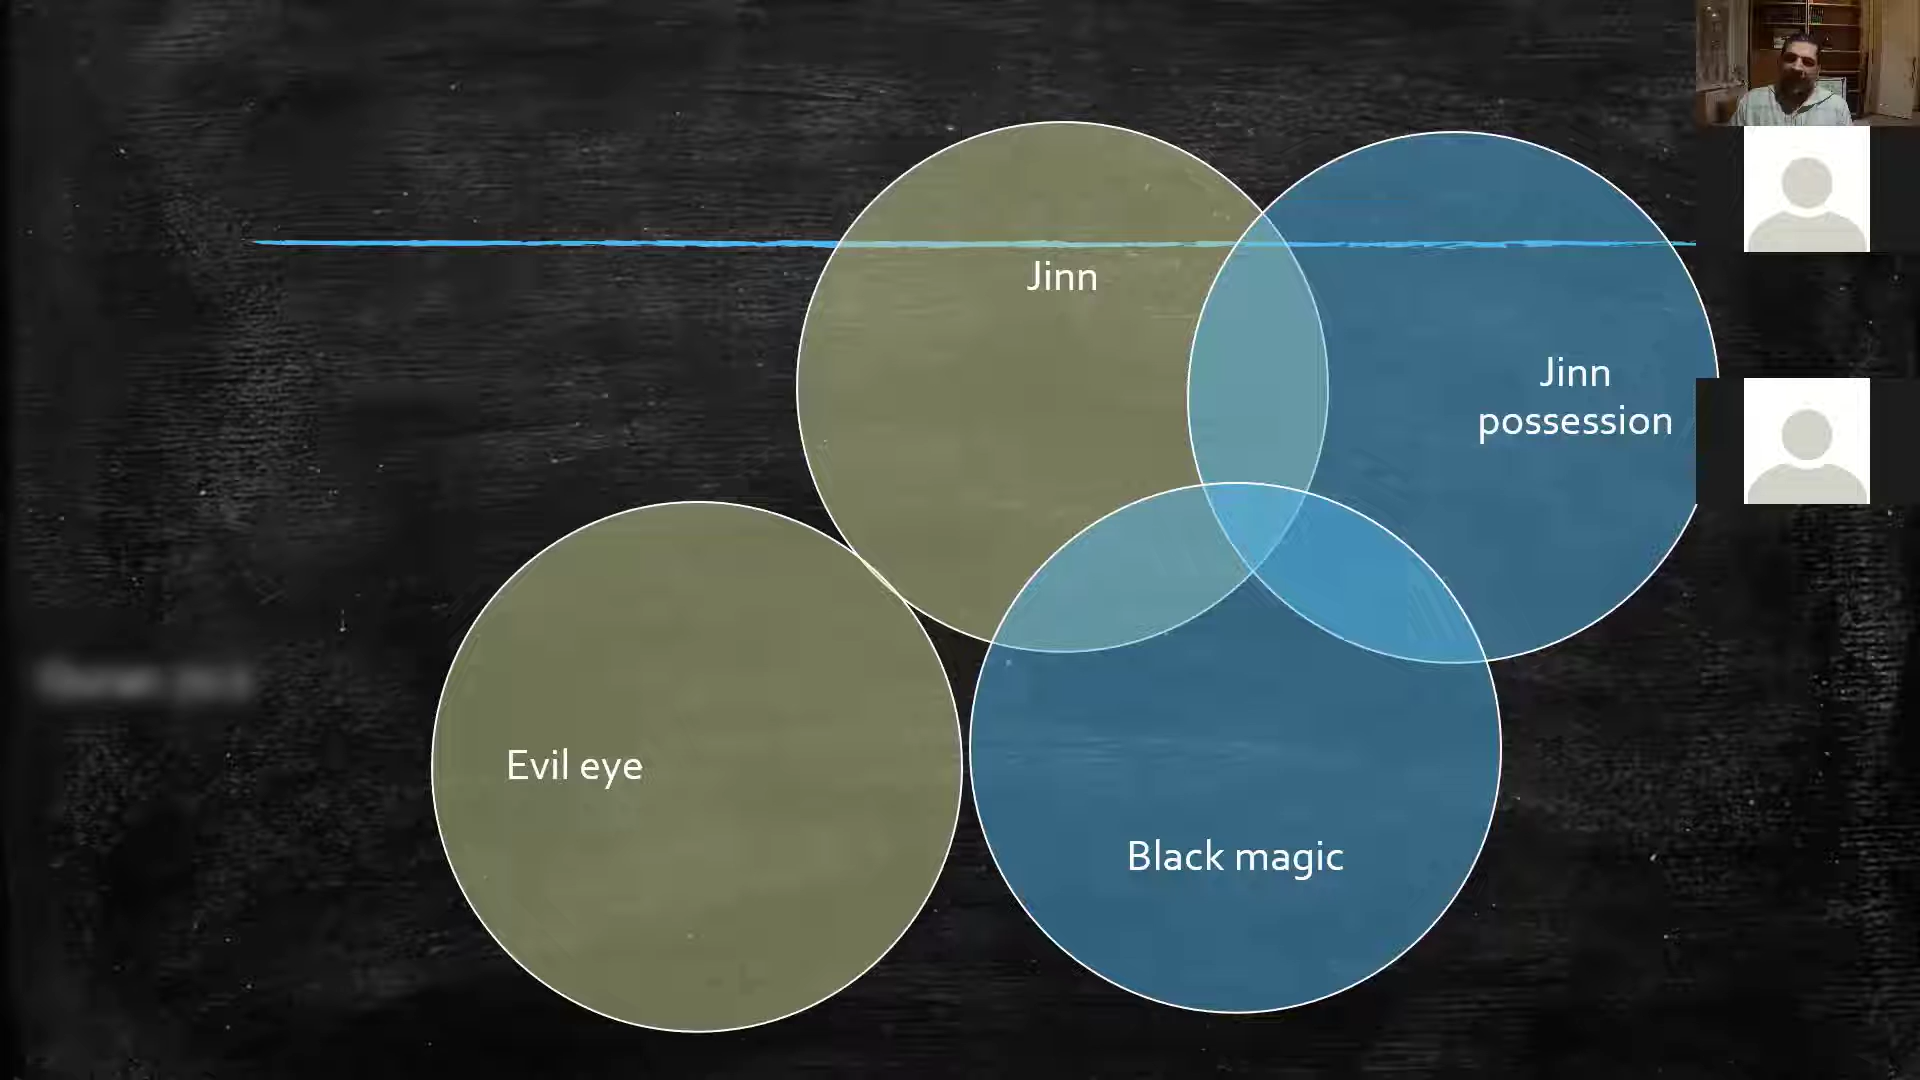 Jinn
Jinn
possession
Evil eye
Black magic